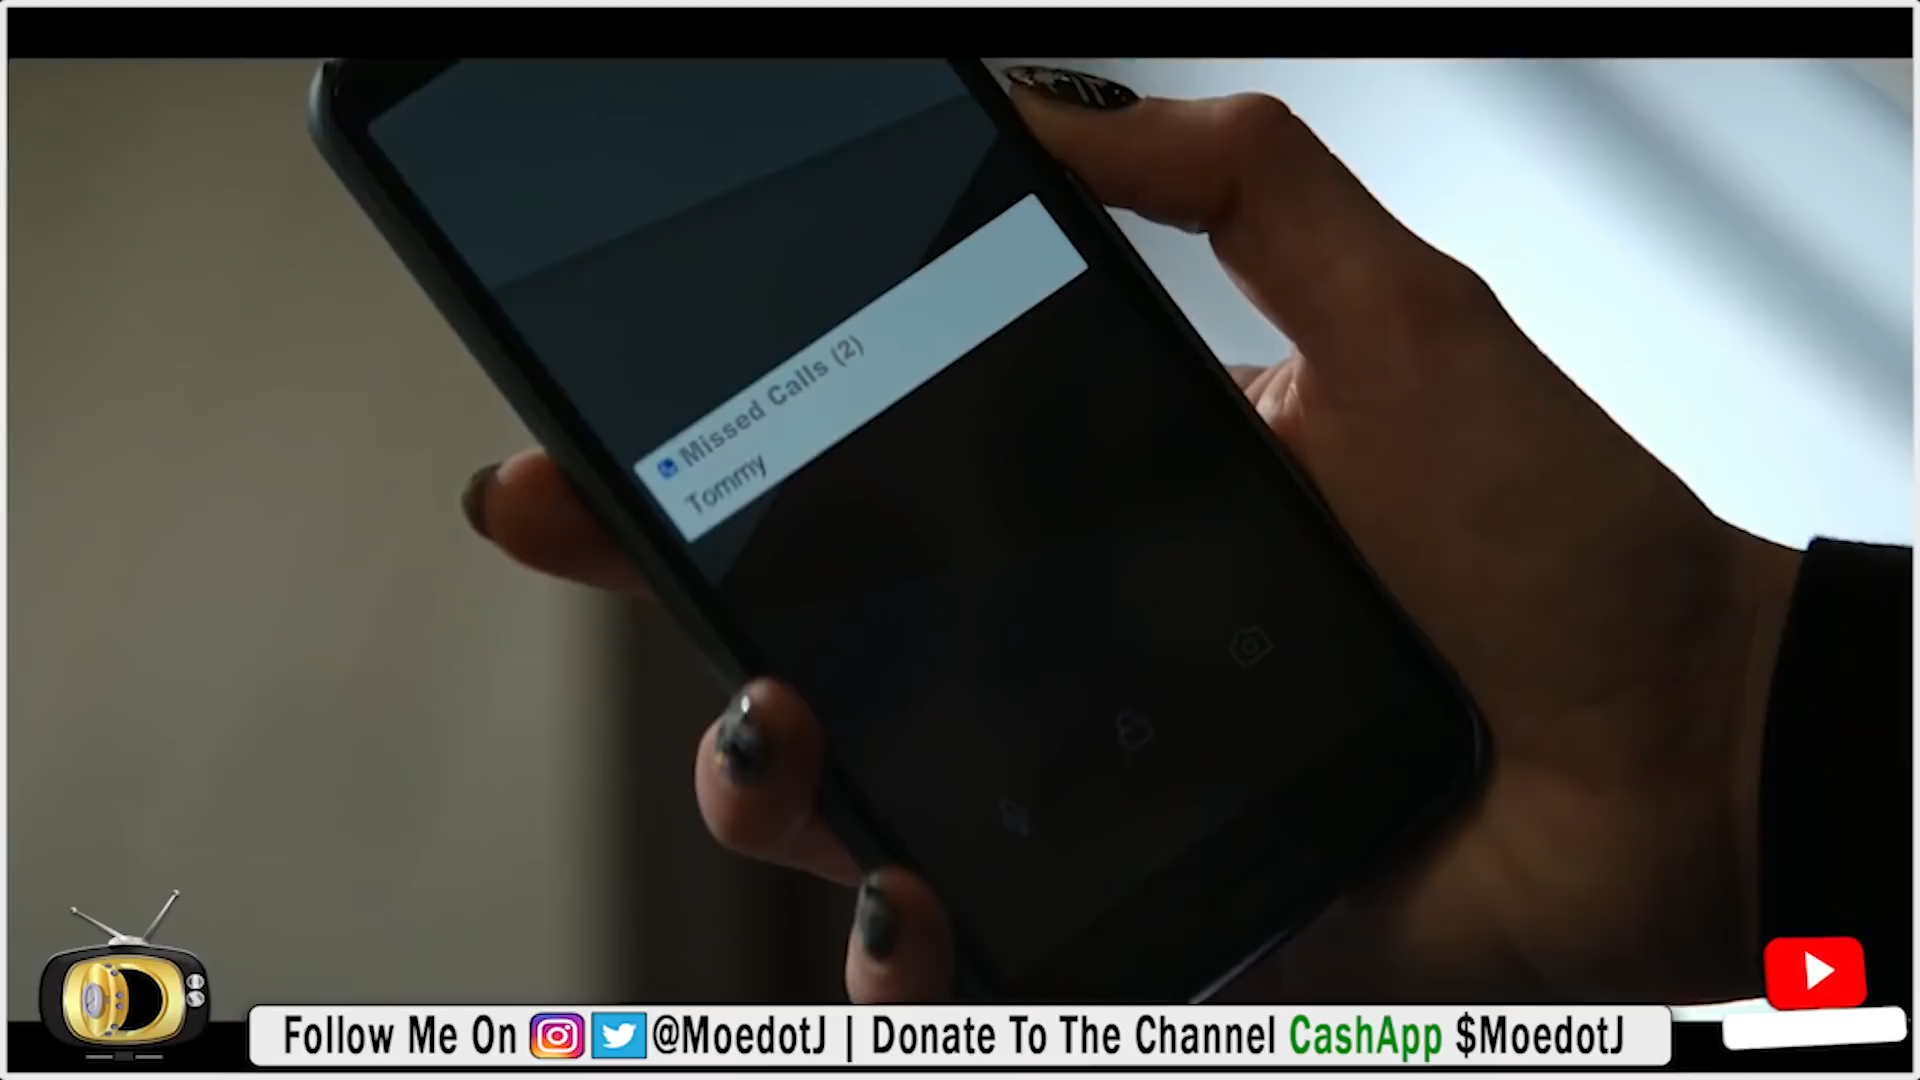 Missed Calls (2)
Tommy
Follow Me On @MoedotJ | Donate To The Channel CashApp $MoedotJ